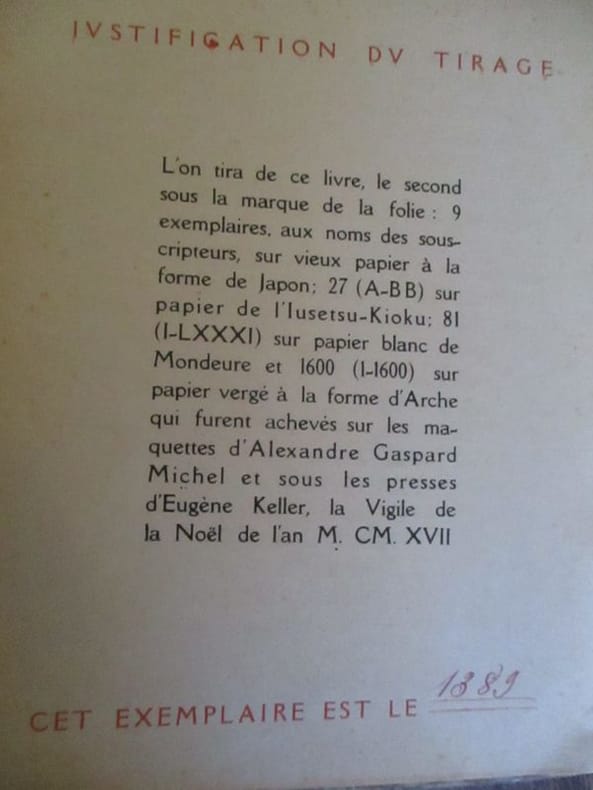 JVSTIFIGATION DV TIRAGE
L'on tira de ce livre, le second
sous la marque de la folie : 9
exemplaires, aux noms des sous-
cripteurs, sur vieux papier à la
forme de Japon; 27 (A-BB) sur
papier de l'Iusetsu-Kioku; 81
(I-LXXXI) sur papier blanc de
Mondeure et 1600 (1-1600) sur
papier vergé à la forme d'Arche
qui furent achevés sur les ma-
quettes d'Alexandre Gaspard
Michel et sous les presses
d'Eugène Keller, la Vigile de
la Noël de l'an M. CM. XVII
CET EXEMPLAIRE EST LE 1389